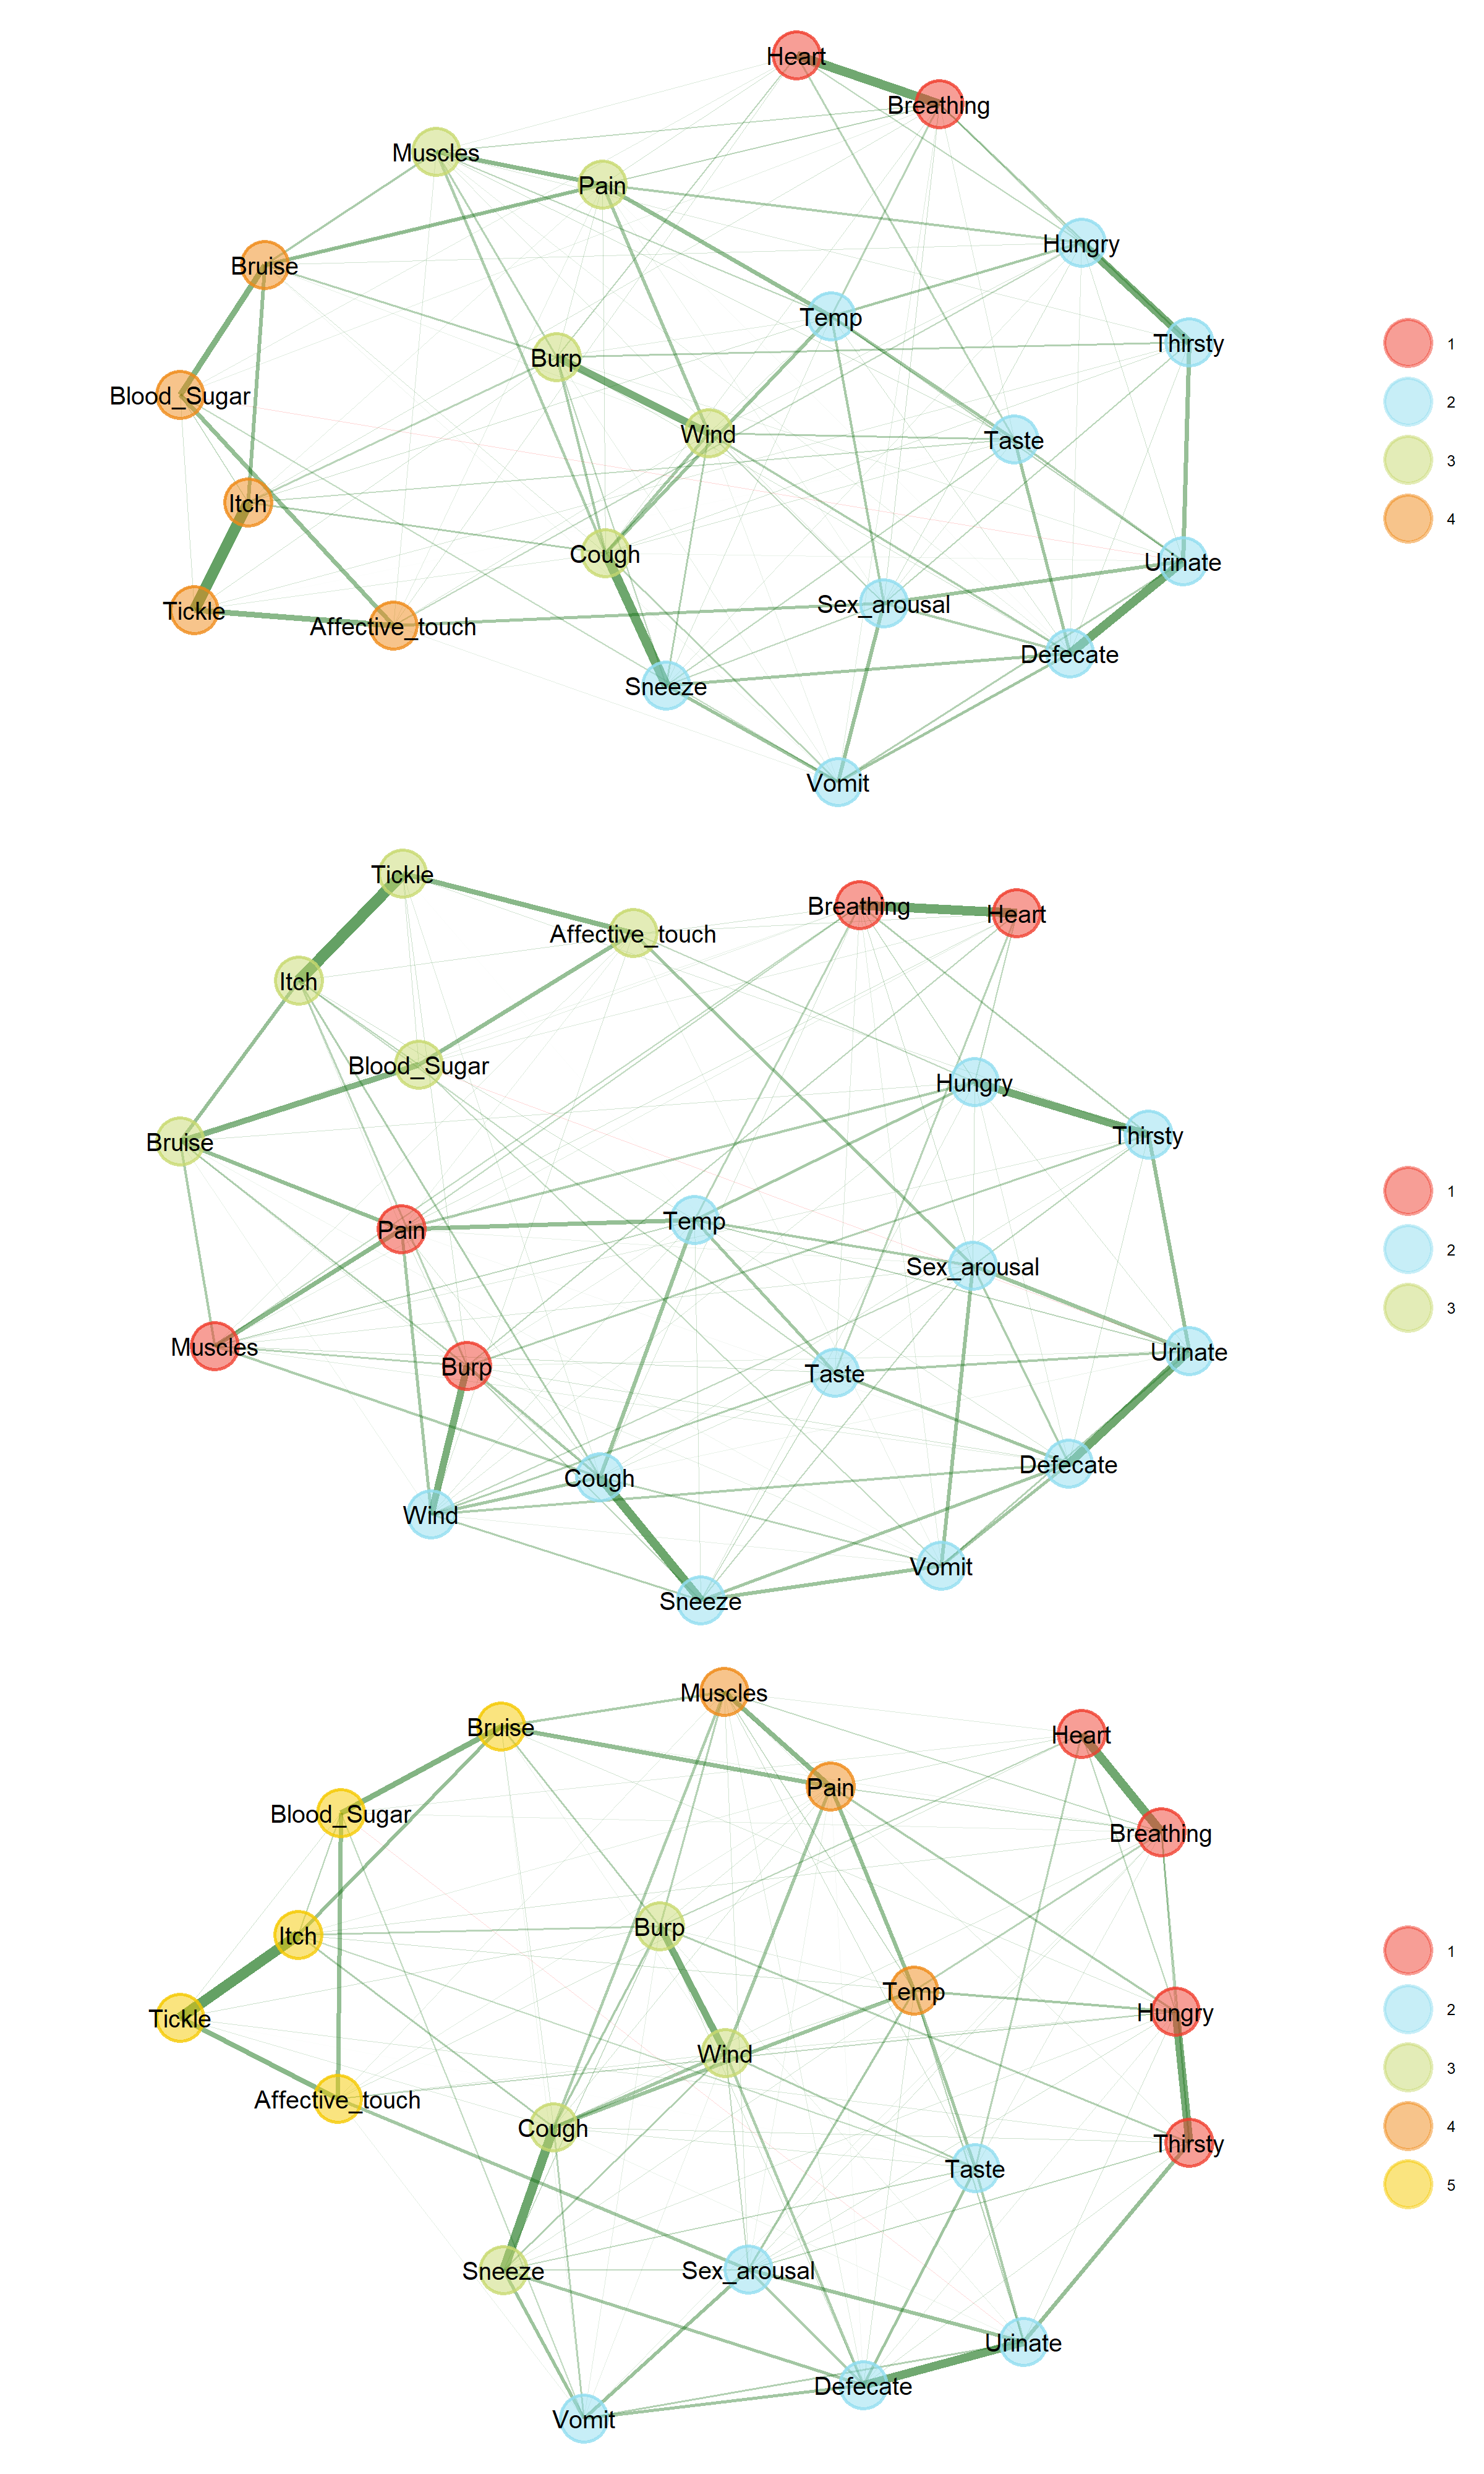 Heart
Breathing
Muscles
Pain
Hungry
Bruise
Temp
Thirsty
1
Burp
Blood_Sugar
2
Wind
Taste
3
Itch
4
Cough
Urinate
Tickle
Affective_touch
Sex_arousal
Defecate
Sneeze
Vomit
Tickle
Breathing
Heart
Affective_touch
Itch
Blood_Sugar
Hungry
Bruise
Thirsty
1
Pain
Temp
2
Sex_arousal
3
Muscles
Burp
Taste
Urinate
Cough
Defecate
Wind
Vomit
Sneeze
Muscles
Bruise
Heart
Pain
Blood_Sugar
Breathing
Burp
Itch
1
Temp
Tickle
Hungry
2
Wind
3
Affective_touch
Cough
Thirsty
4
Taste
5
Sneeze
Sex_arousal
Urinate
Defecate
Vomit